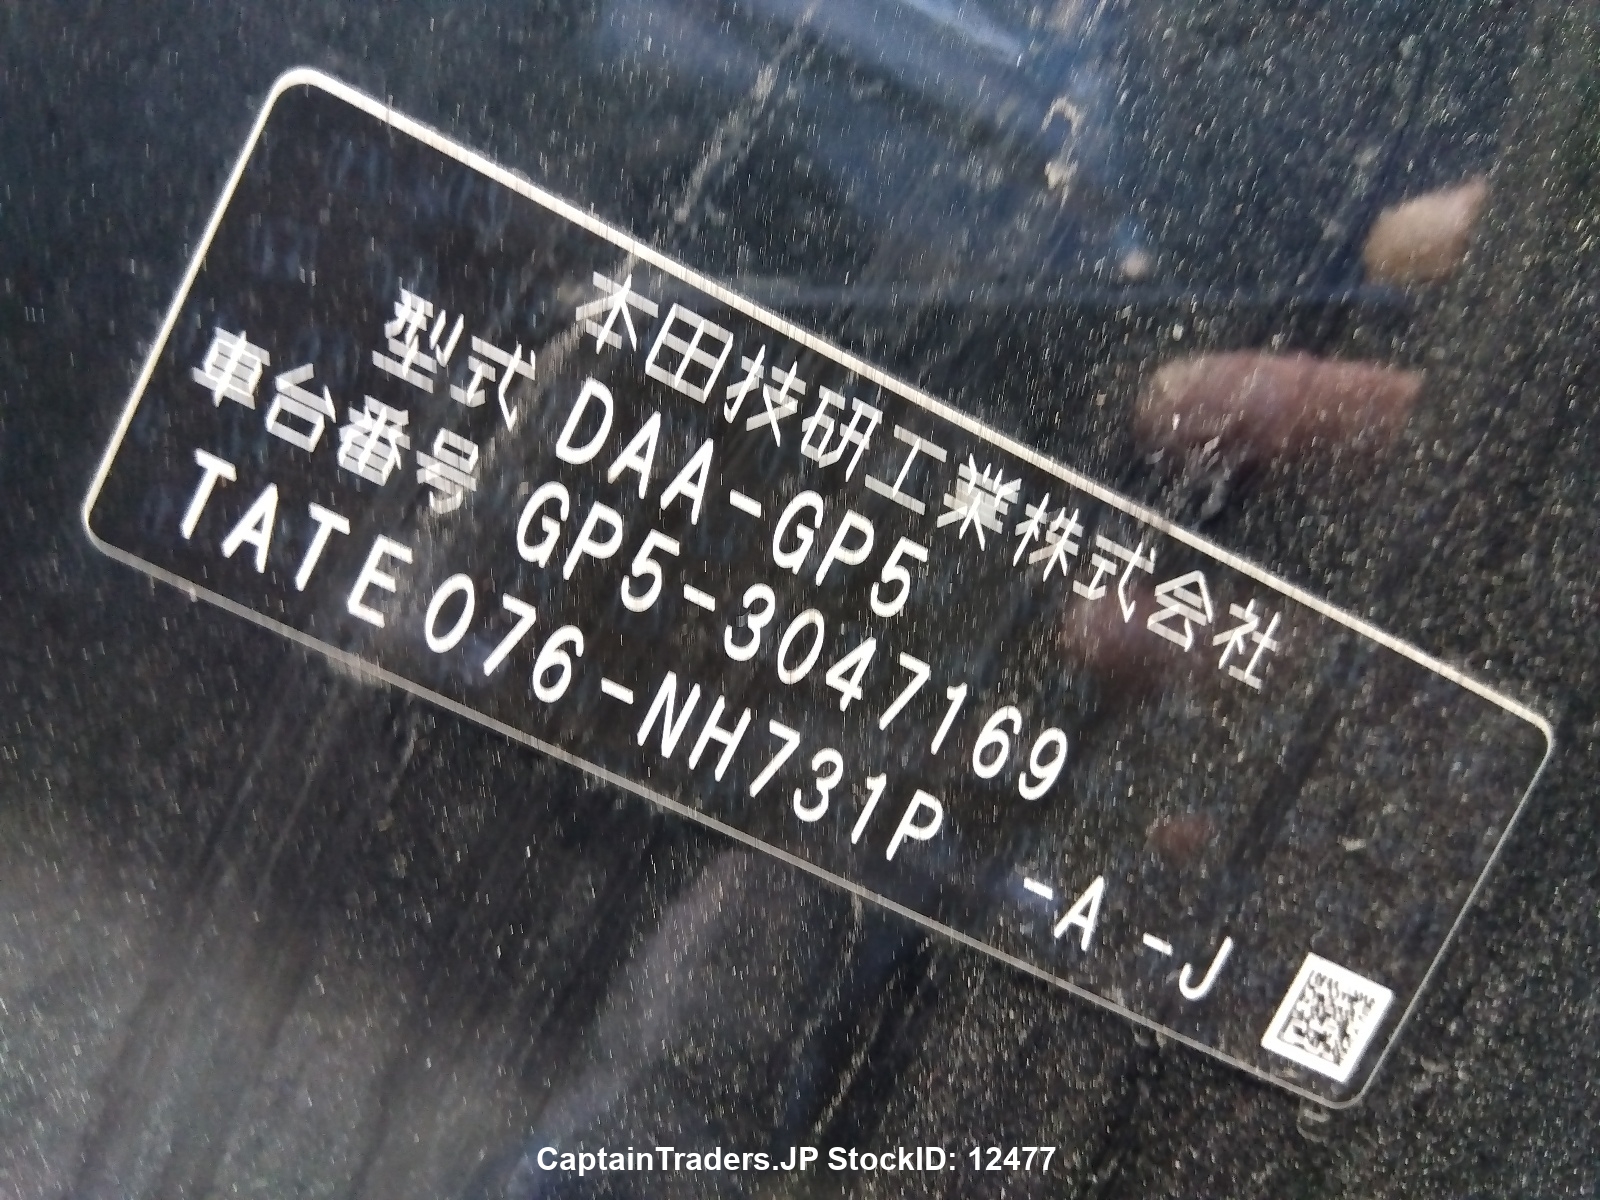 本田技研工業株式会社
型式 DAA-GP5
車台番号 GP5-3047169
TATE 076-NH731P -A -J
CaptainTraders.JP StockID: 12477